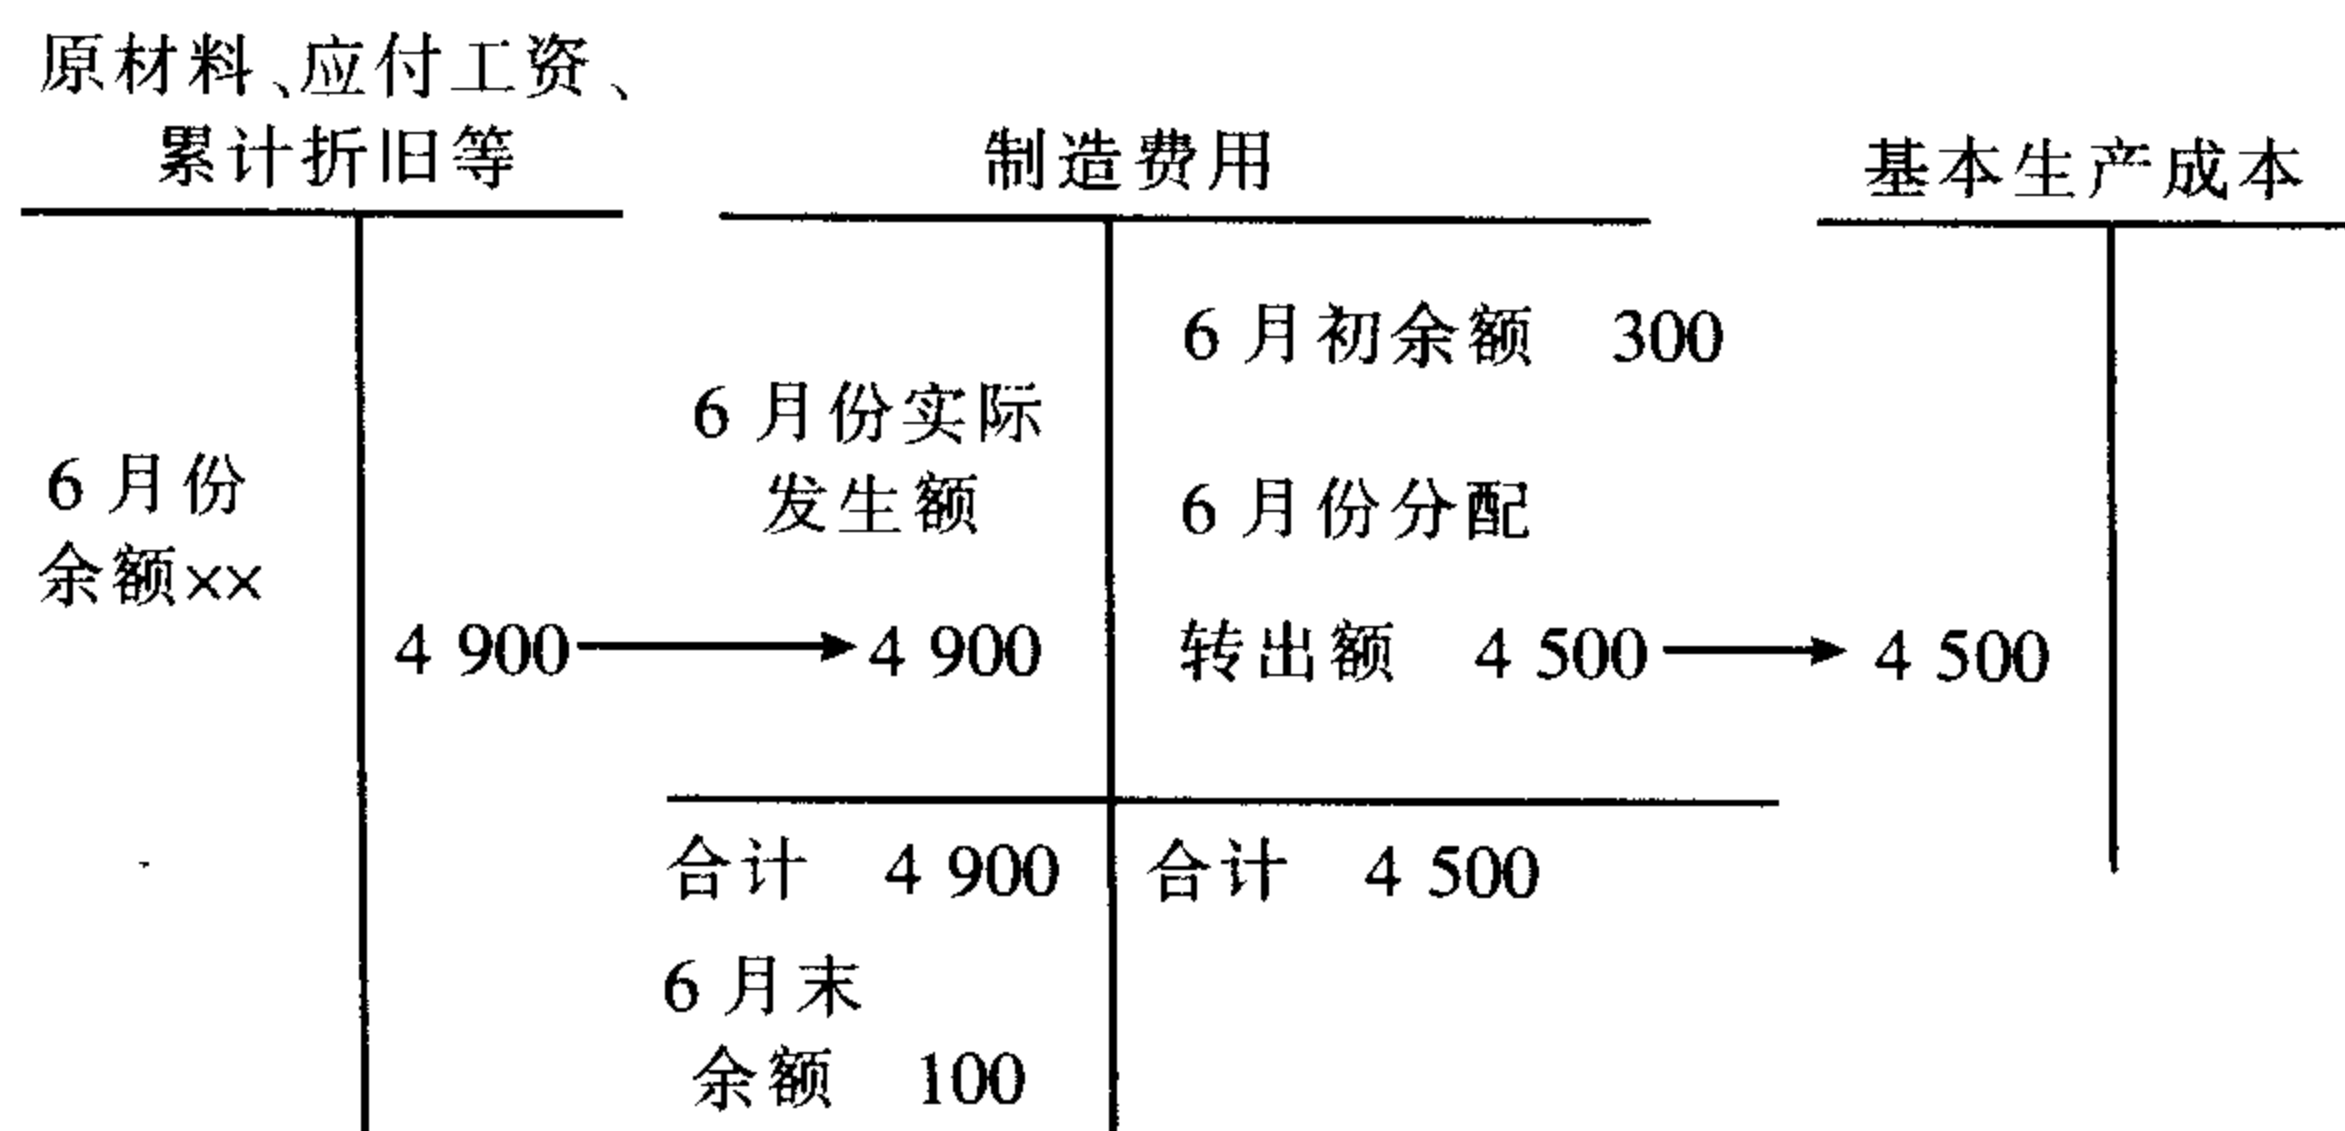 原材料、应付工资、
累计折旧等
制造费用
基本生产成本
6月初余额 300
6月份实际
发生额
6月份
余额××
6月份分配
4 900
4 900
转出额 4 500
4 500
合计 4 900
合计 4 500
6月末
余额 100